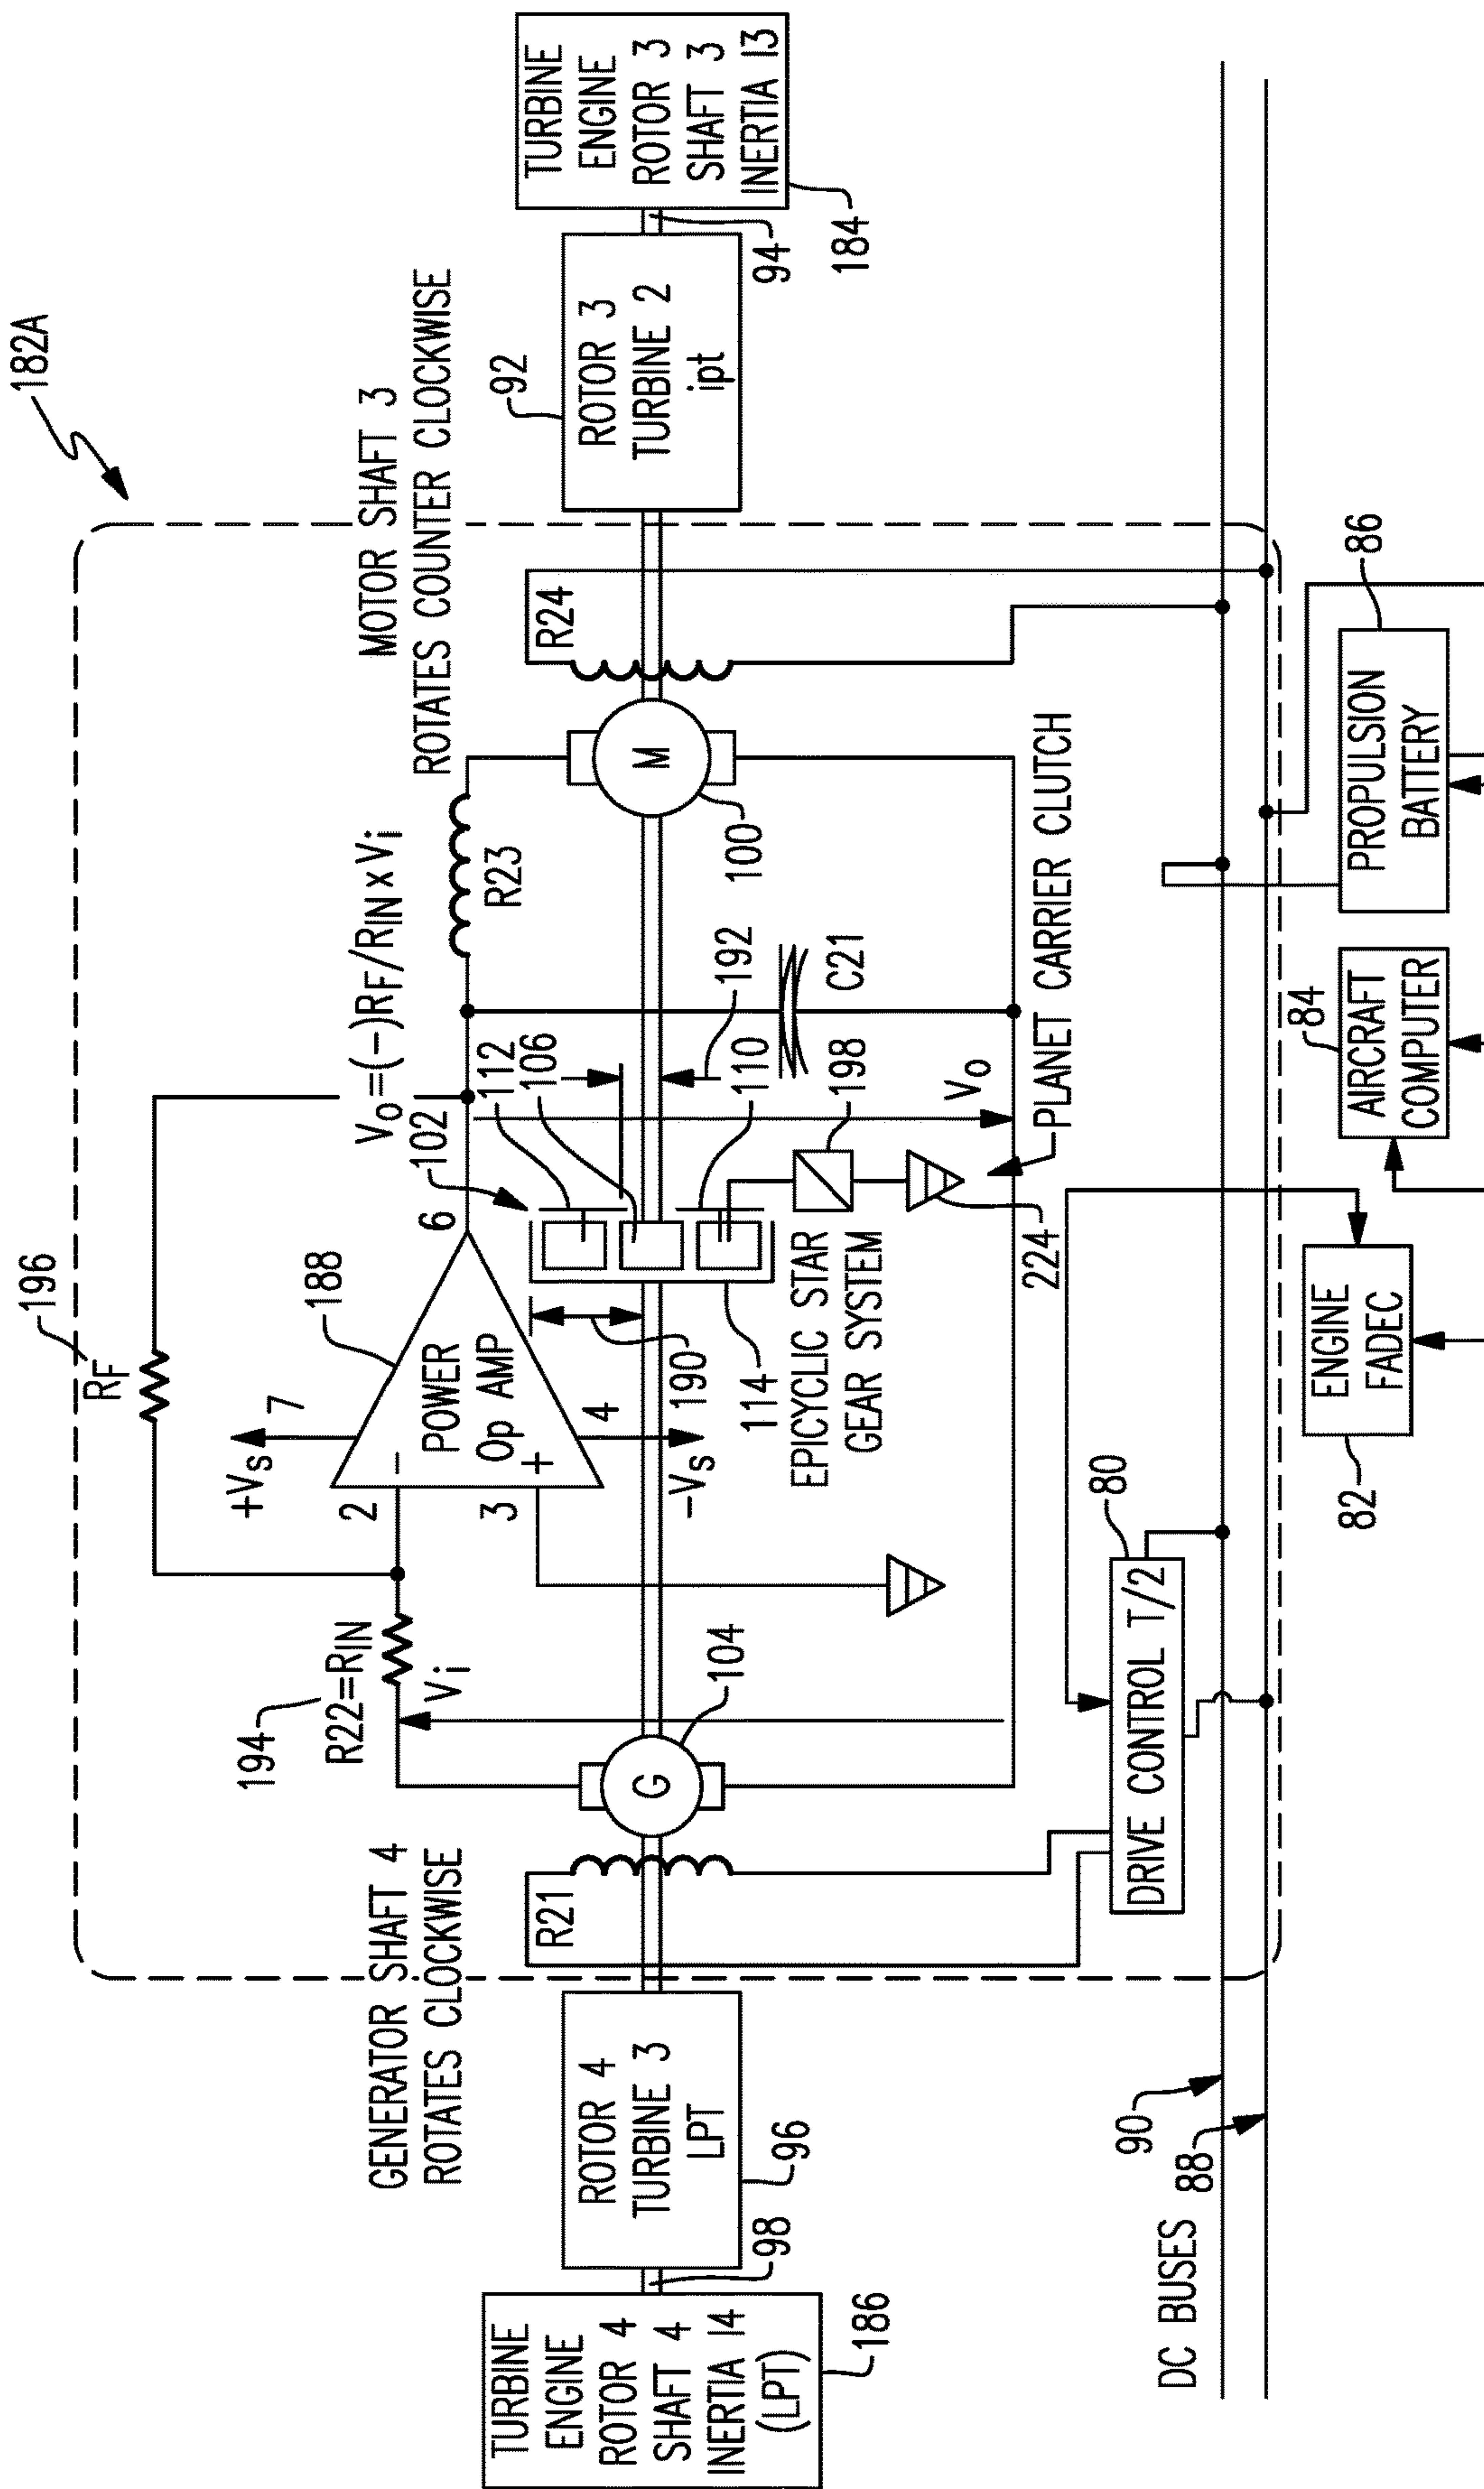 182A
196
RF
+Vs
7
188
6
102
112
106
Vo=(-)RF/RIN x Vi
MOTOR SHAFT 3
ROTATES COUNTER CLOCKWISE
GENERATOR SHAFT 4
ROTATES CLOCKWISE
194
R22=RIN
Vi
2
3
POWER
Op AMP
-
+
4
-Vs
190
114
EPICYCLIC STAR
GEAR SYSTEM
R23
192
110
C21
198
Vo
224
PLANET CARRIER CLUTCH
TURBINE
ENGINE
ROTOR 4
SHAFT 4
INERTIA I4
(LPT)
186
98
ROTOR 4
TURBINE 3
LPT
96
R21
G
104
M
100
R24
92
ROTOR 3
TURBINE 2
ipt
94
TURBINE
ENGINE
ROTOR 3
SHAFT 3
INERTIA I3
184
DRIVE CONTROL T/2
80
DC BUSES
90
88
82
ENGINE
FADEC
84
AIRCRAFT
COMPUTER
86
PROPULSION
BATTERY